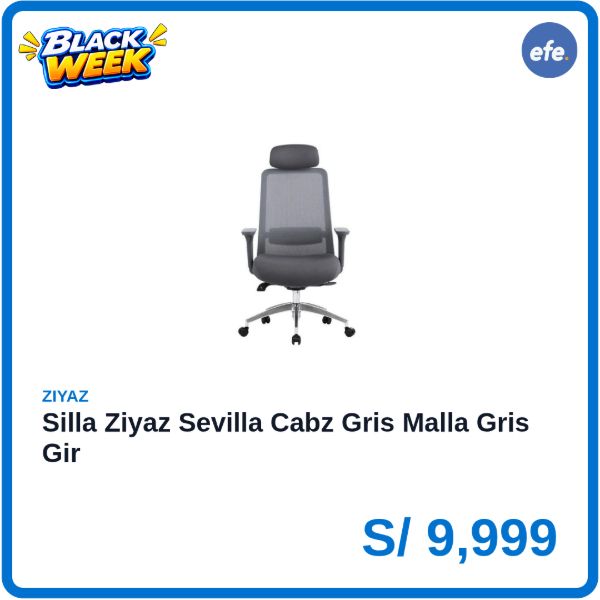 BLACK
WEEK
efe.
ZIYAZ
Silla Ziyaz Sevilla Cabz Gris Malla Gris
Gir
S/ 9,999